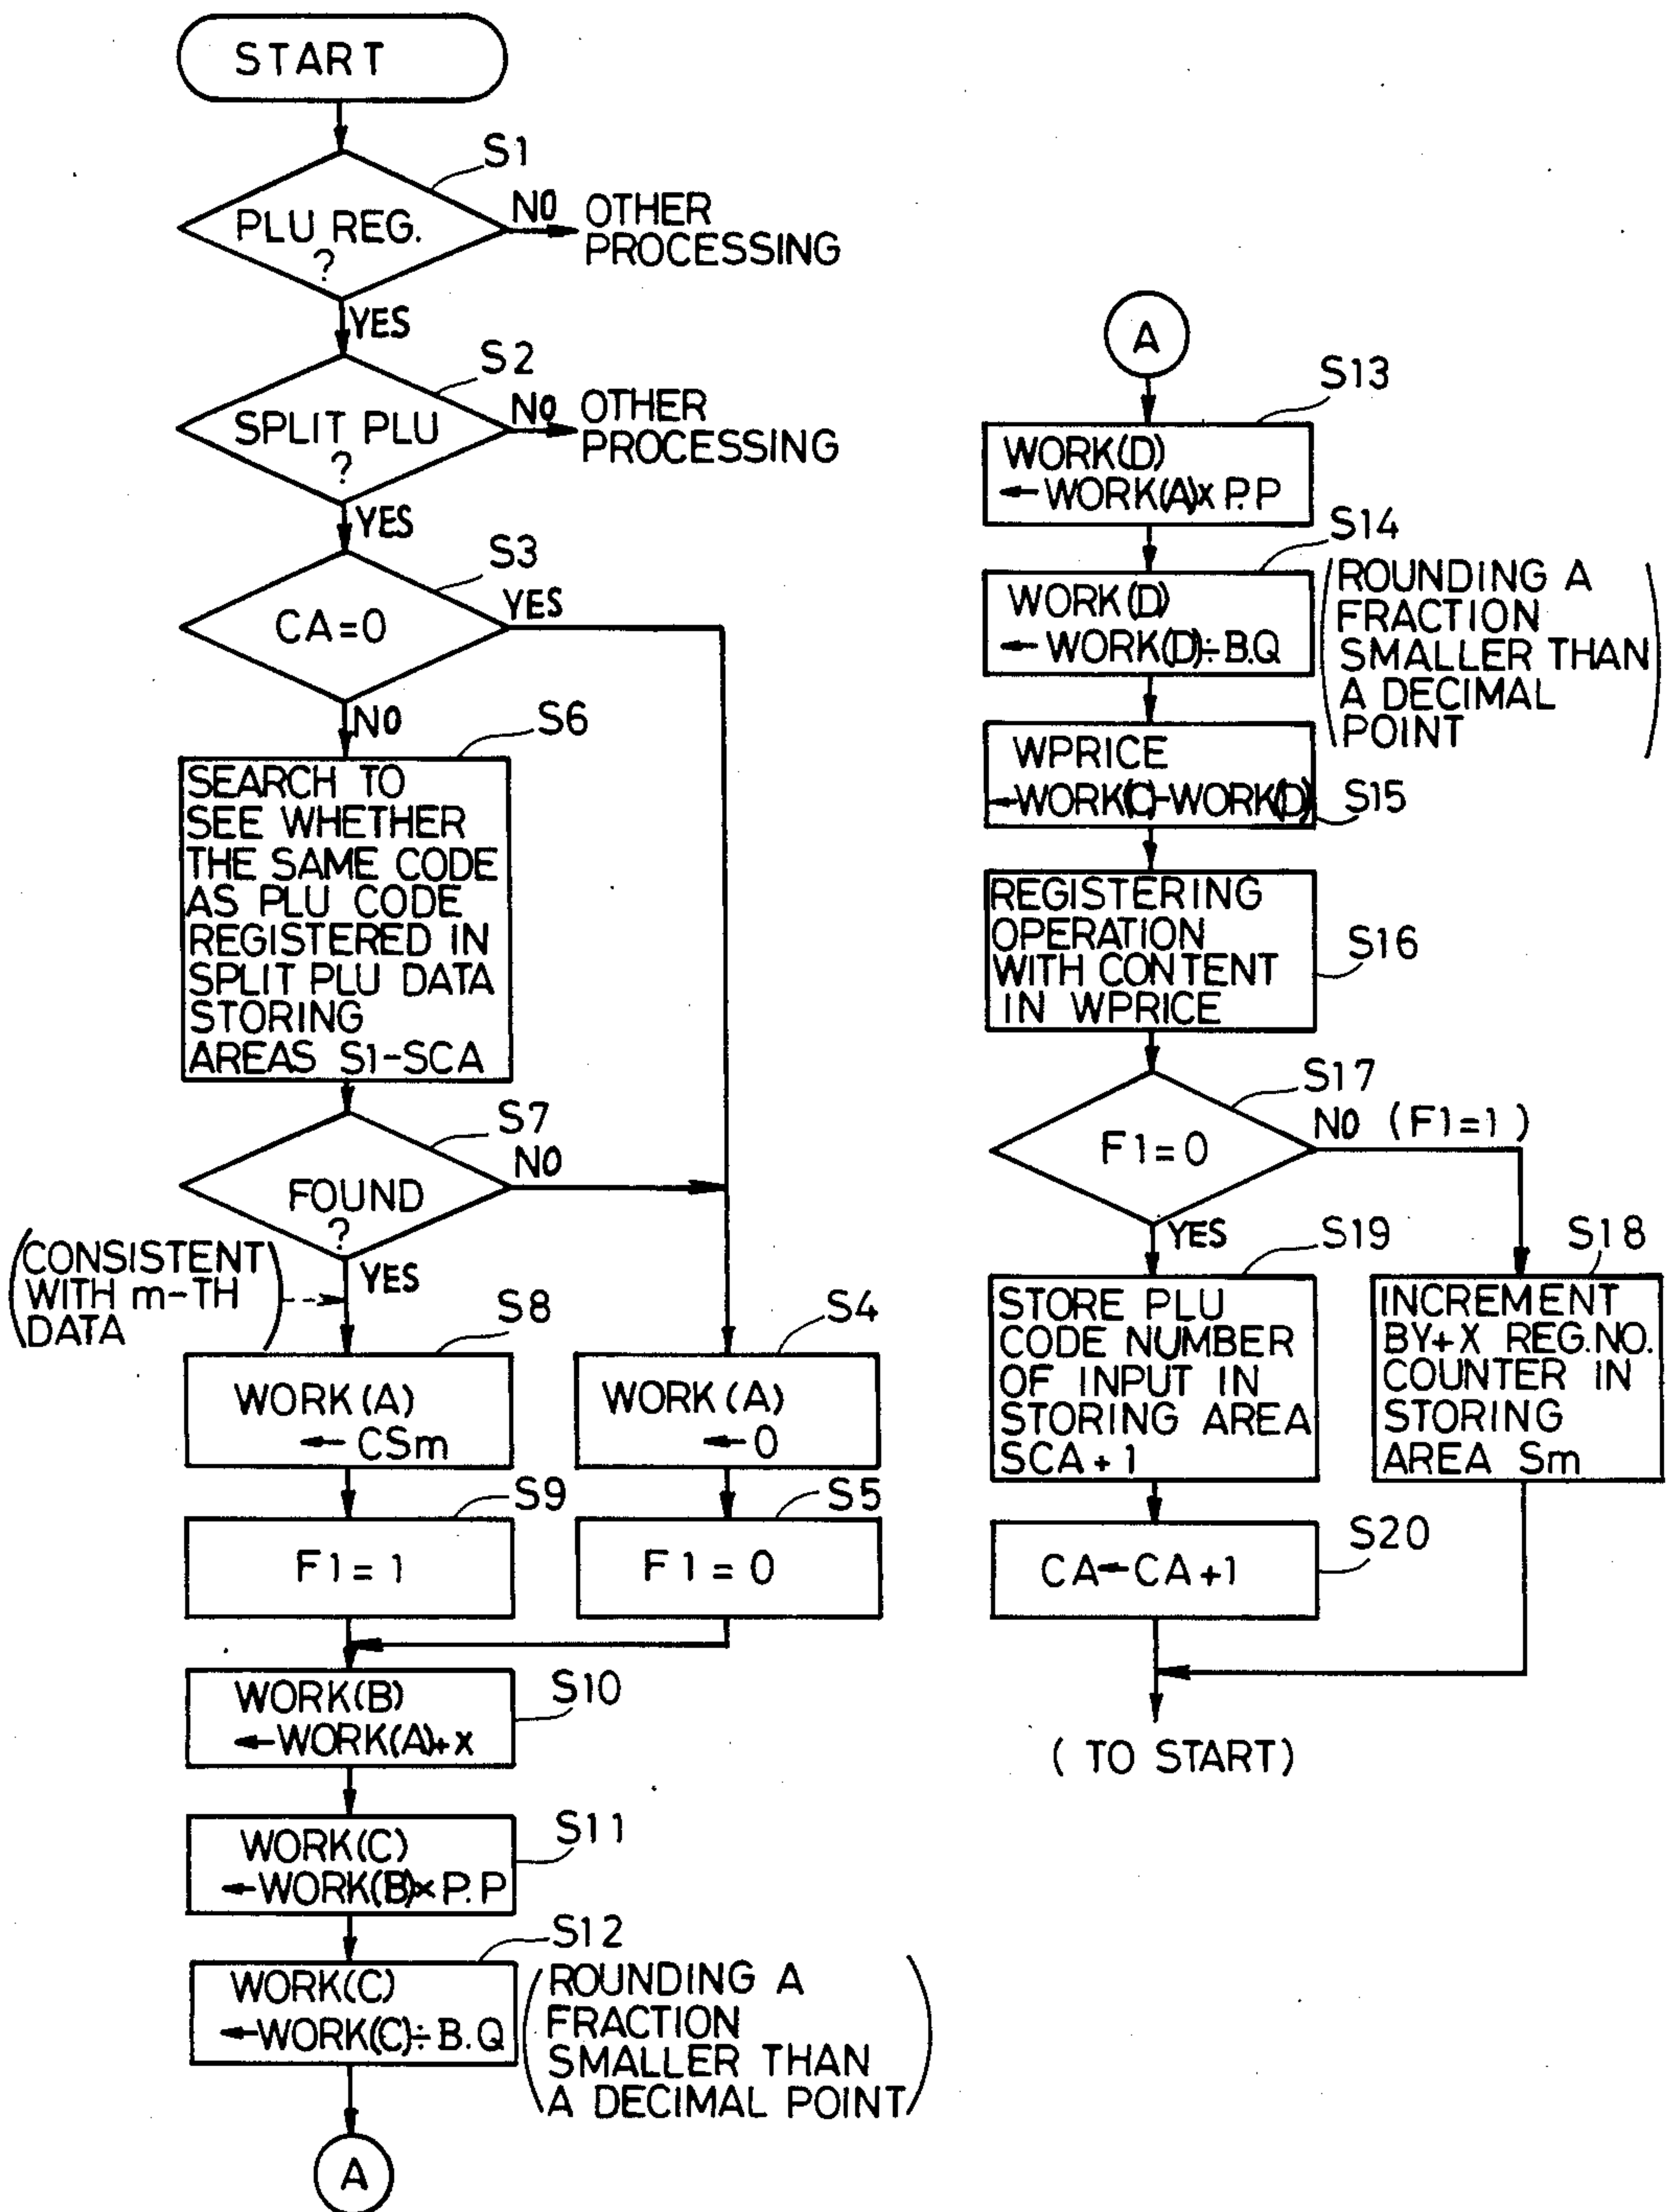 START
S1
PLU REG.
?
NO
OTHER
PROCESSING
YES
S2
SPLIT PLU
?
NO
OTHER
PROCESSING
YES
S3
CA=0
YES
NO
S6
SEARCH TO
SEE WHETHER
THE SAME CODE
AS PLU CODE
REGISTERED IN
SPLIT PLU DATA
STORING
AREAS S1-SCA
S7
FOUND
?
NO
(CONSISTENT
WITH m-TH
DATA)
YES
S8
WORK(A)
← CSm
S4
WORK(A)
← 0
S9
F1 = 1
S5
F1 = 0
S10
WORK(B)
←WORK(A)+x
S11
WORK(C)
←WORK(B)×P.P
S12
WORK(C)
←WORK(C)÷B.Q
(ROUNDING A
FRACTION
SMALLER THAN
A DECIMAL POINT)
A
A
S13
WORK(D)
←WORK(A)×P.P
S14
WORK(D)
←WORK(D)÷B.Q
(ROUNDING A
FRACTION
SMALLER THAN
A DECIMAL
POINT)
WPRICE
←WORK(C)-WORK(D)
S15
REGISTERING
OPERATION
WITH CONTENT
IN WPRICE
S16
S17
F1=0
NO (F1=1)
YES
S19
STORE PLU
CODE NUMBER
OF INPUT IN
STORING AREA
SCA+1
S18
INCREMENT
BY+X REG.NO.
COUNTER IN
STORING
AREA Sm
S20
CA←CA+1
(TO START)